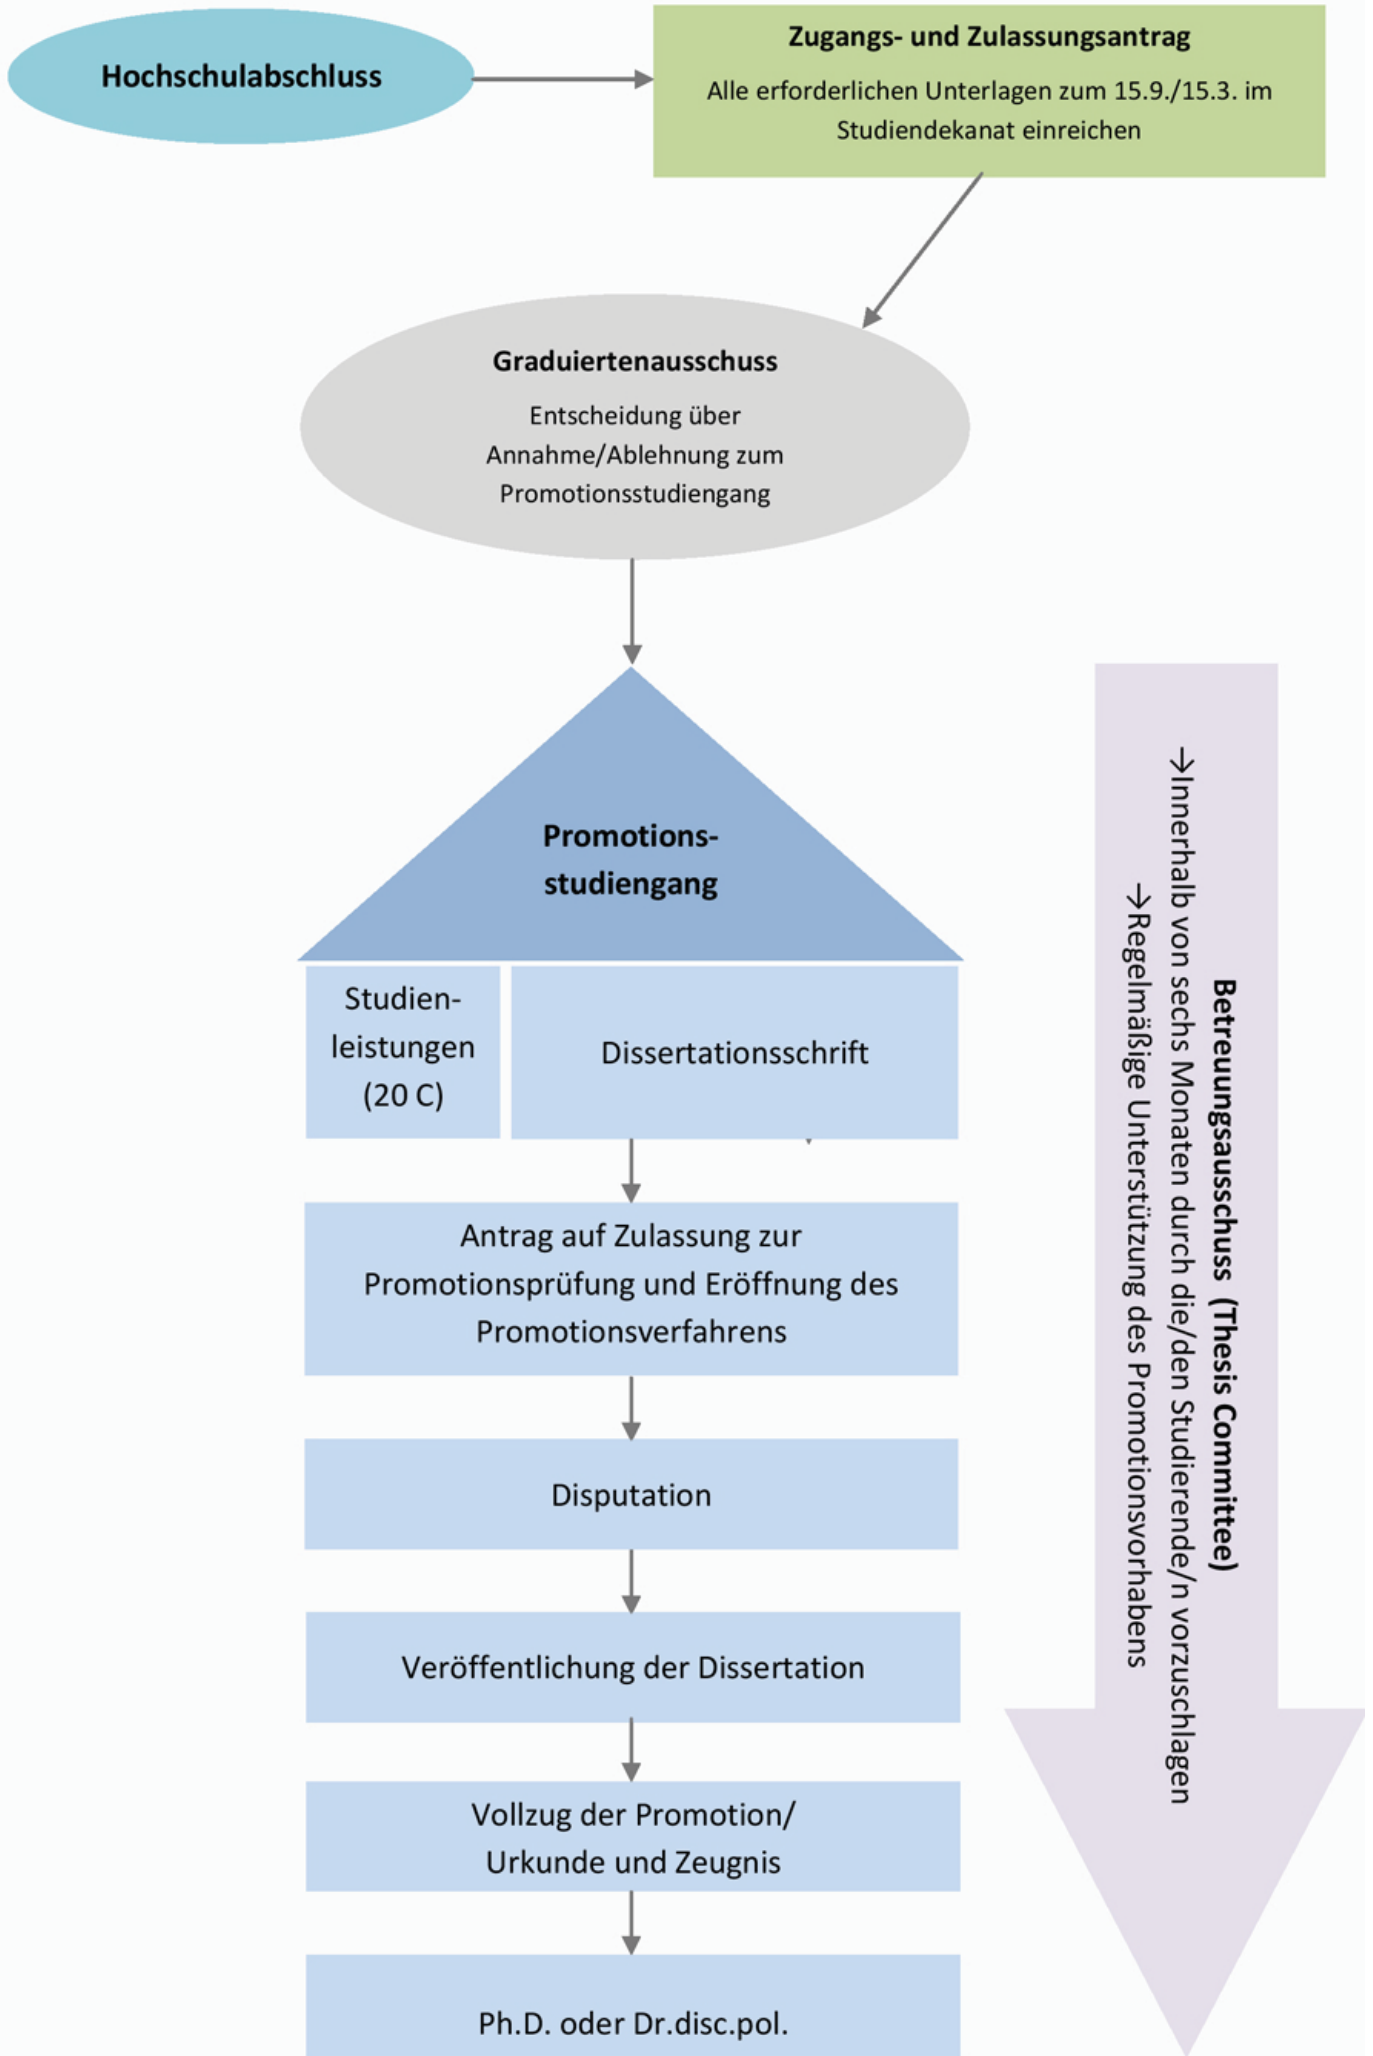 Hochschulabschluss
Zugangs- und Zulassungsantrag
Alle erforderlichen Unterlagen zum 15.9./15.3. im
Studiendekanat einreichen
Graduiertenausschuss
Entscheidung über
Annahme/Ablehnung zum
Promotionsstudiengang
Promotions-
studiengang
Studien-
leistungen
(20 C)
Dissertationsschrift
Antrag auf Zulassung zur
Promotionsprüfung und Eröffnung des
Promotionsverfahrens
Disputation
Veröffentlichung der Dissertation
Vollzug der Promotion/
Urkunde und Zeugnis
Ph.D. oder Dr.disc.pol.
Betreuungsausschuss (Thesis Committee)
→Innerhalb von sechs Monaten durch die/den Studierende/n vorzuschlagen
→Regelmäßige Unterstützung des Promotionsvorhabens